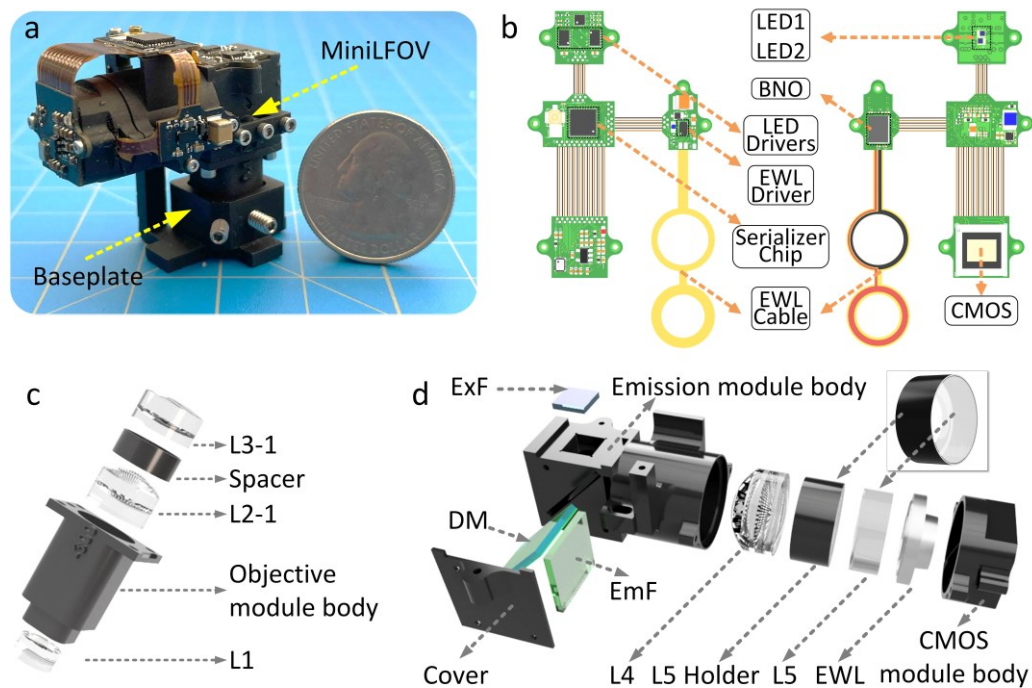 a
MiniLFOV
Baseplate
b
LED1
LED2
BNO
LED
Drivers
EWL
Driver
Serializer
Chip
EWL
Cable
CMOS
c
L3-1
Spacer
L2-1
Objective
module body
L1
d
ExF
Emission module body
DM
EmF
Cover
L4
L5 Holder
L5
EWL
CMOS
module body